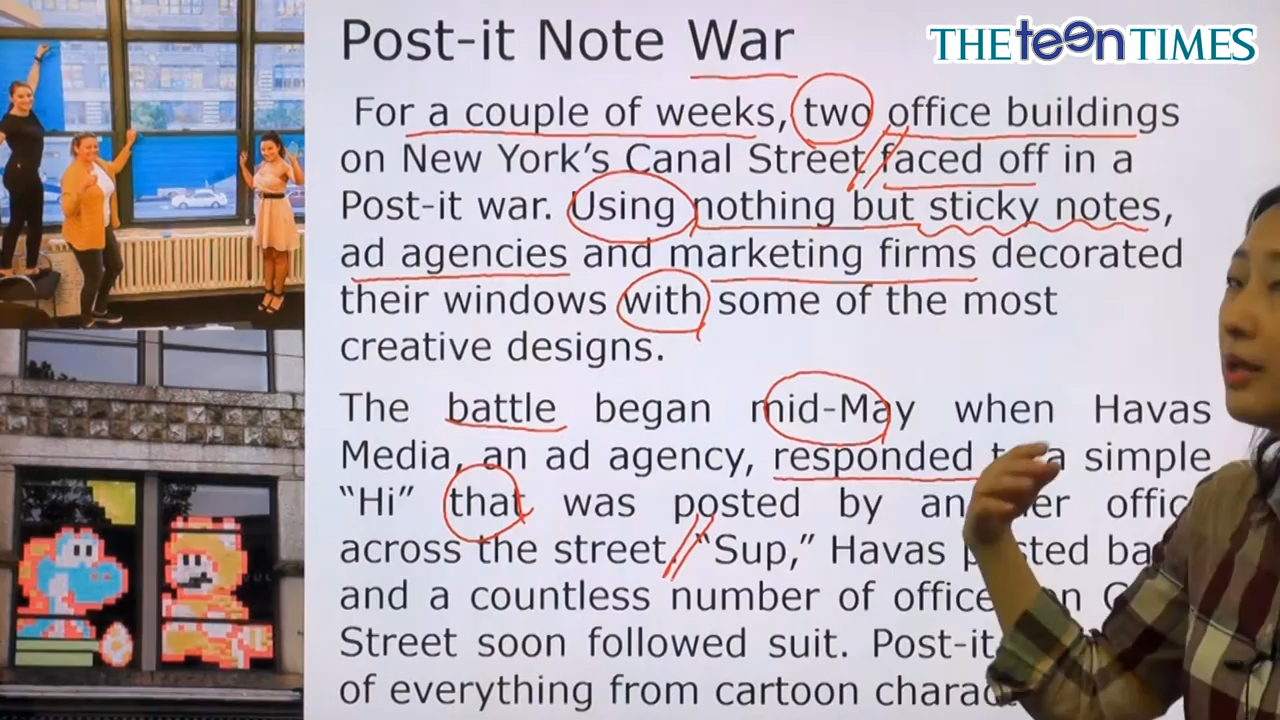 THE teen TIMES
Post-it Note War
For a couple of weeks, two office buildings
on New York’s Canal Street faced off in a
Post-it war. Using nothing but sticky notes,
ad agencies and marketing firms decorated
their windows with some of the most
creative designs.
The battle began mid-May when Havas
Media, an ad agency, responded a simple
“Hi” that was posted by office
across the street. “Sup,” Havas posted
and a countless number of offices on
Street soon followed suit. Post-it
of everything from cartoon